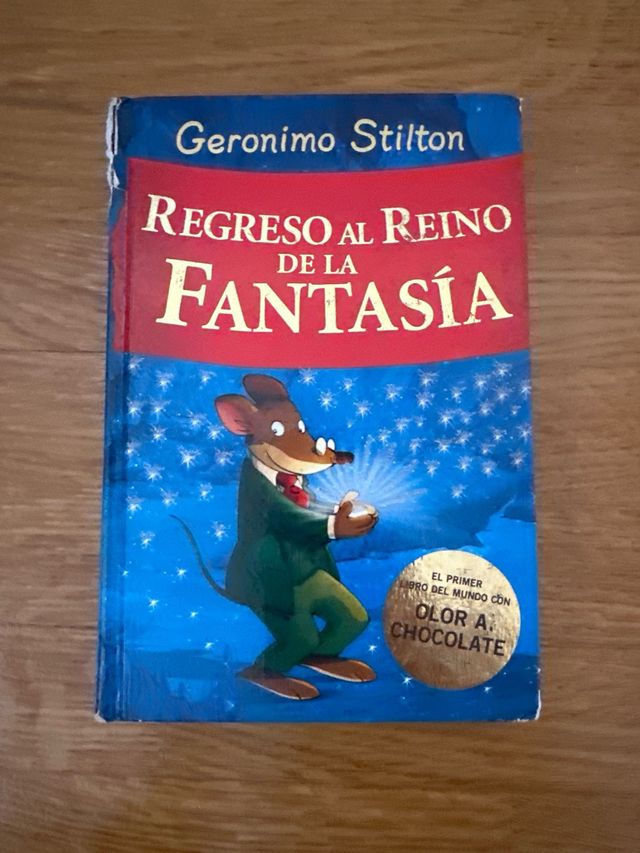 Geronimo Stilton
REGRESO AL REINO
DE LA
FANTASÍA
EL PRIMER
LIBRO DEL MUNDO CON
OLOR A
CHOCOLATE